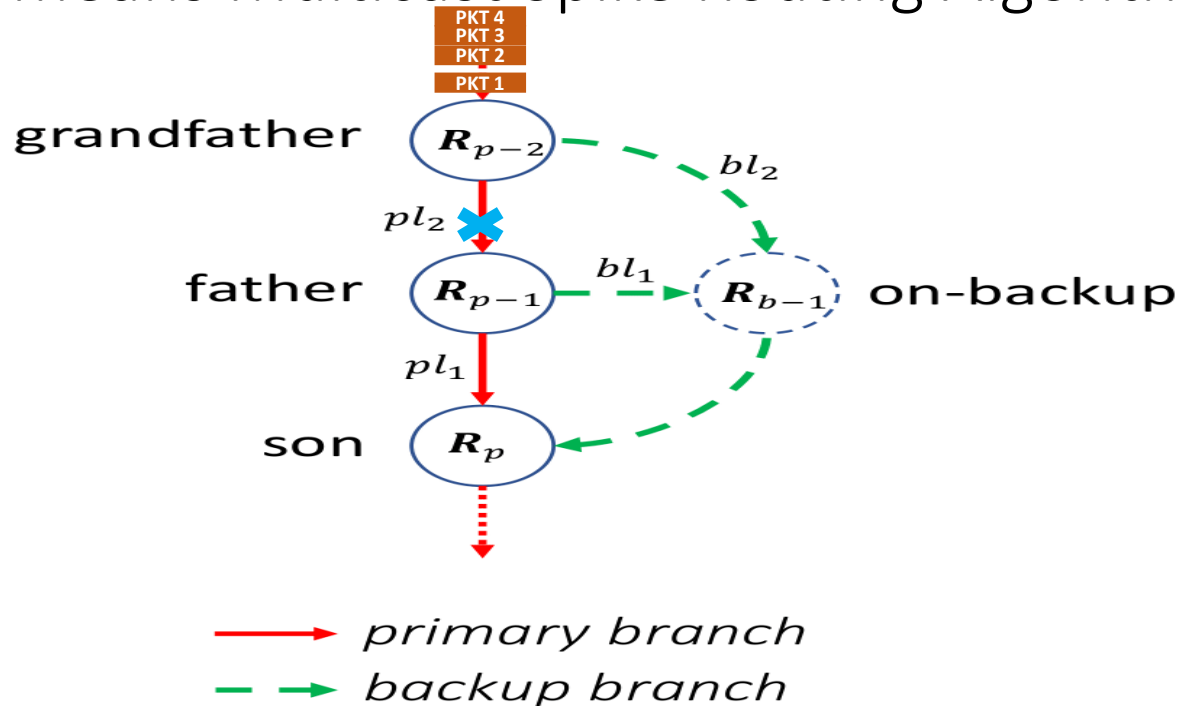 PKT 4
PKT 3
PKT 2
PKT 1
grandfather
R_{p-2}
bl_2
pl_2
father
R_{p-1}
bl_1
R_{b-1}
on-backup
pl_1
son
R_p
primary branch
backup branch